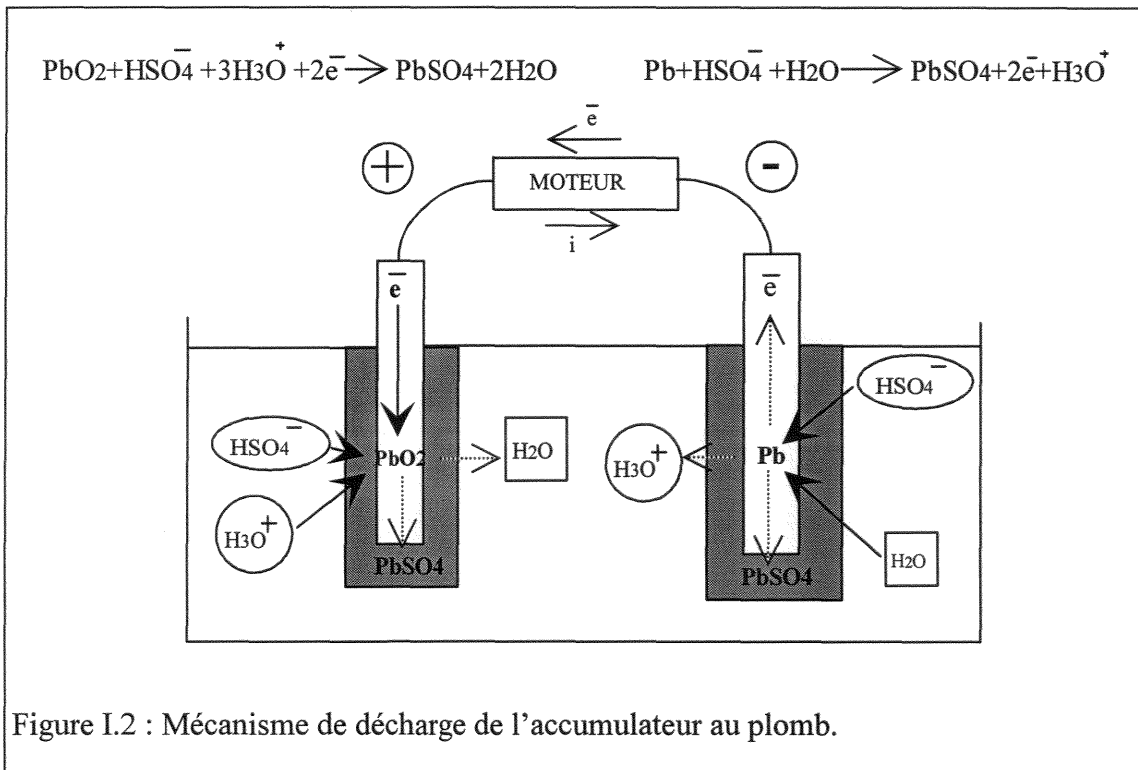 PbO2+HSO4⁻+3H3O⁺+2e⁻→PbSO4+2H2O
Pb+HSO4⁻+H2O→PbSO4+2e⁻+H3O⁺
e⁻
+
MOTEUR
-
i
e⁻
e⁻
HSO4⁻
HSO4⁻
PbO2
H2O
H3O⁺
Pb
H3O⁺
PbSO4
PbSO4
H2O
Figure I.2 : Mécanisme de décharge de l’accumulateur au plomb.